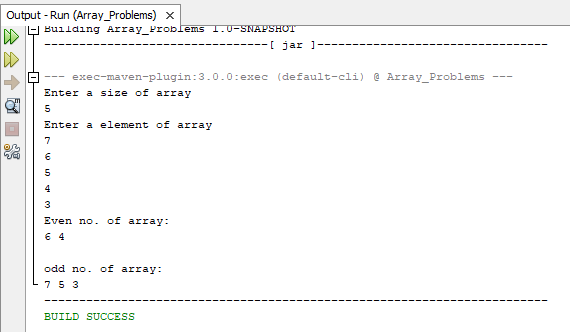 Output - Run (Array_Problems) ×
Building Array_Problems 1.0-SNAPSHOT
--------------------------------[ jar ]---------------------------------
--- exec-maven-plugin:3.0.0:exec (default-cli) @ Array_Problems ---
Enter a size of array
5
Enter a element of array
7
6
5
4
3
Even no. of array:
6 4
odd no. of array:
7 5 3
------------------------------------------------------------------------
BUILD SUCCESS